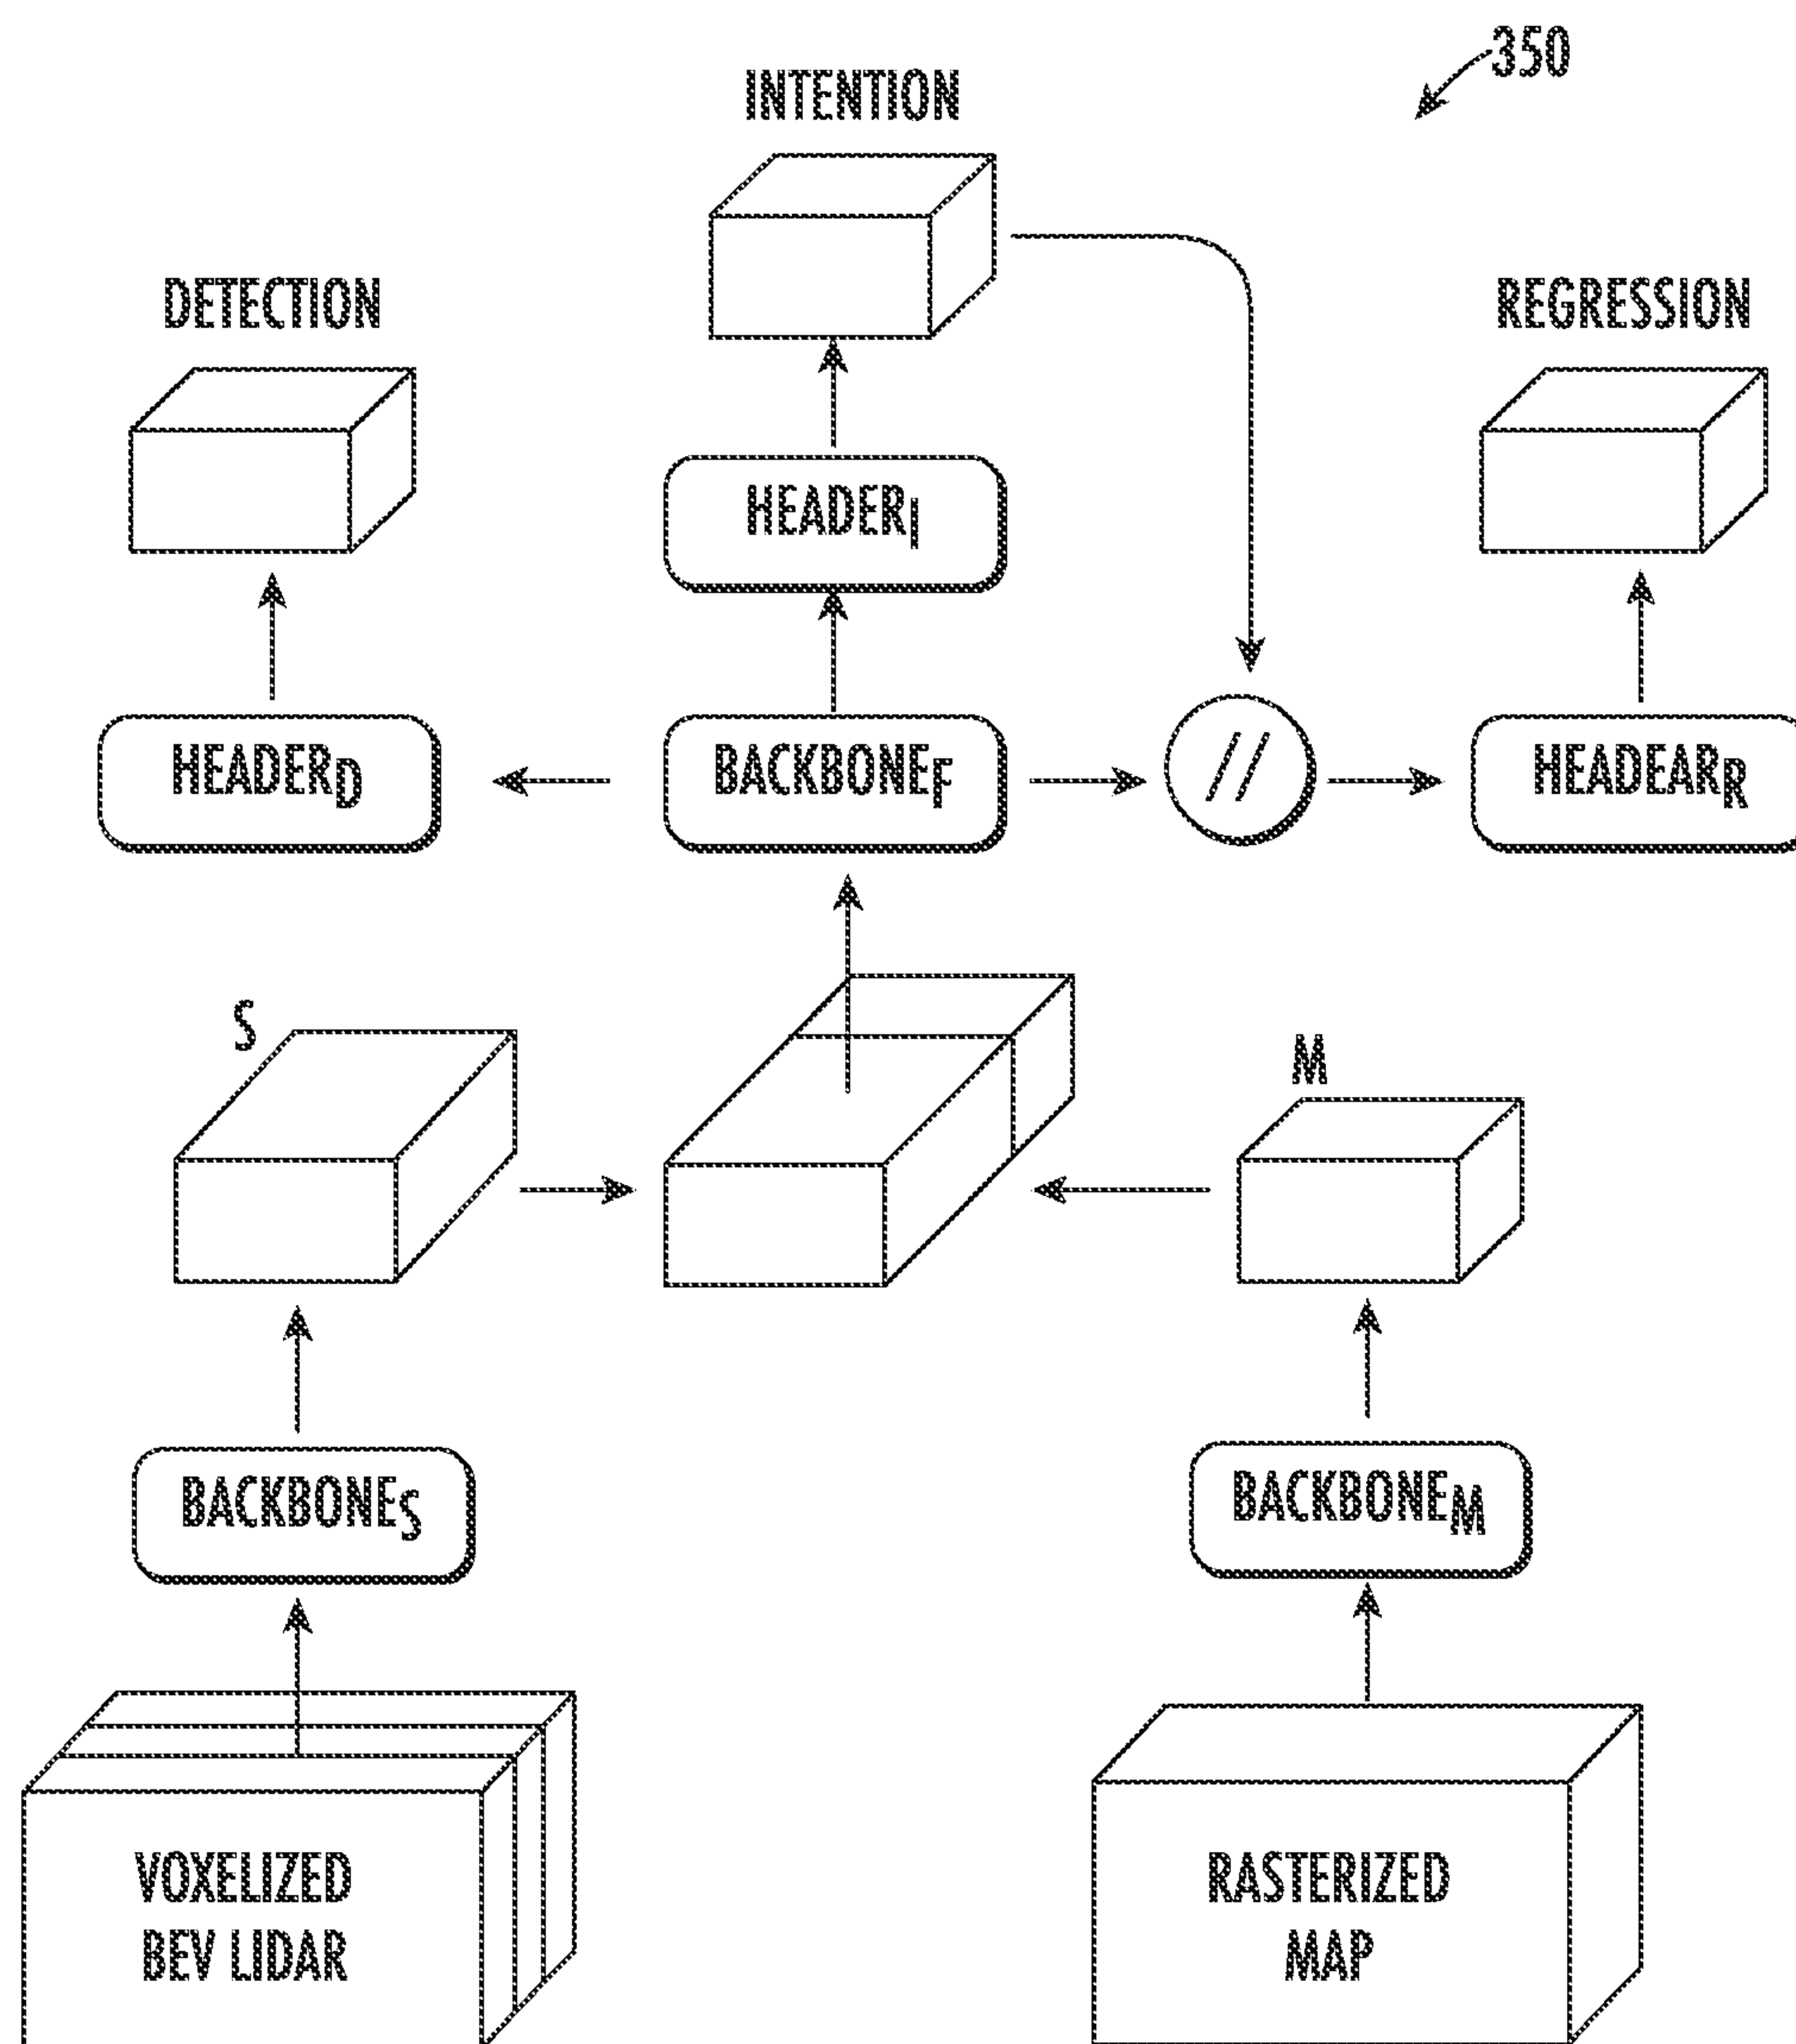 350
INTENTION
DETECTION
REGRESSION
HEADERI
HEADERD
BACKBONEF
//
HEADEARR
S
M
BACKBONES
BACKBONEM
VOXELIZED
BEV LIDAR
RASTERIZED
MAP